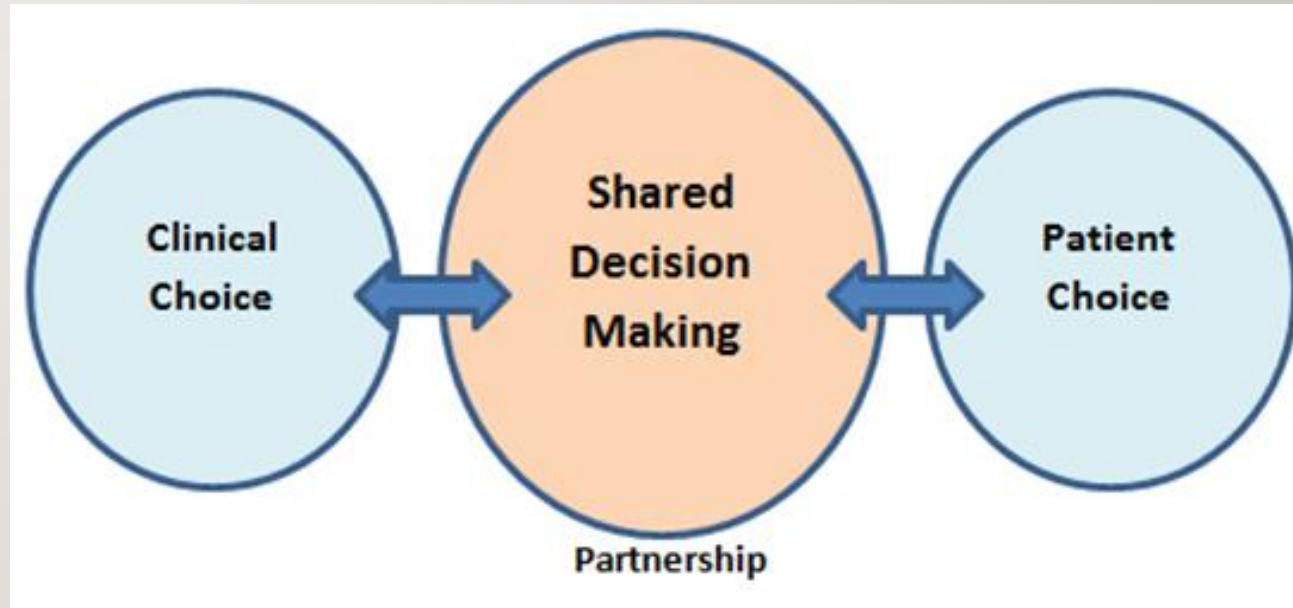 Clinical
Choice
Shared
Decision
Making
Patient
Choice
Partnership